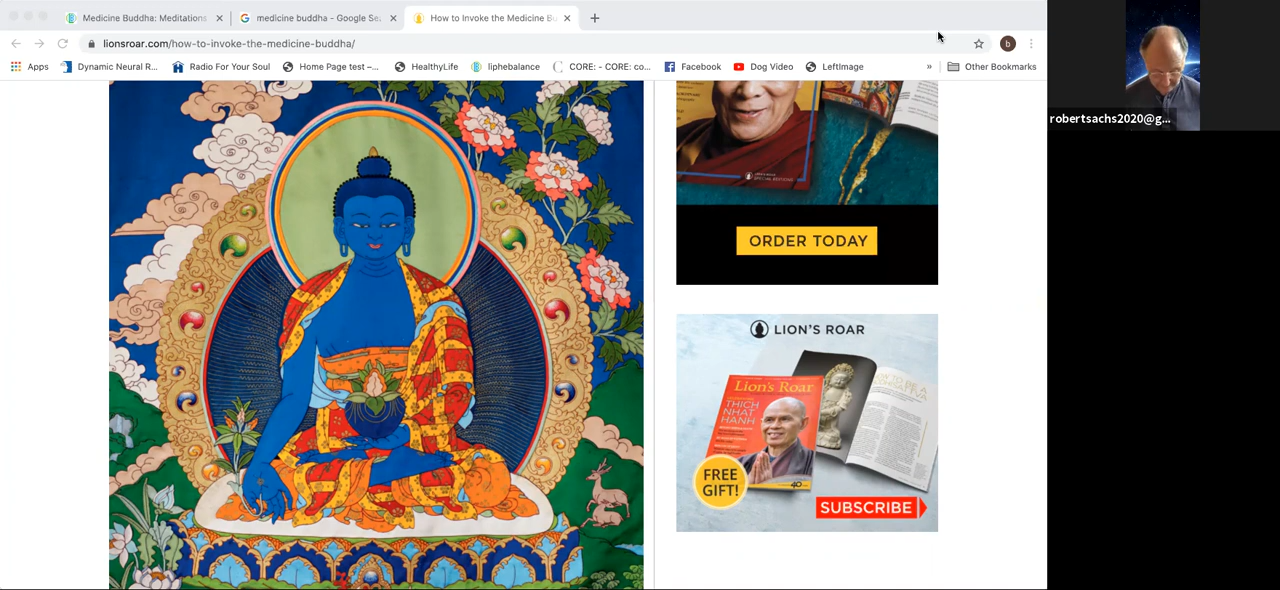 Medicine Buddha: Meditations
medicine buddha - Google Se
How to Invoke the Medicine Bu
lionsroar.com/how-to-invoke-the-medicine-buddha/
b
Apps
Dynamic Neural R...
Radio For Your Soul
Home Page test –...
HealthyLife
liphebalance
CORE: - CORE: co...
Facebook
Dog Video
LeftImage
»
Other Bookmarks
robertsachs2020@g...
ORDER TODAY
LION'S ROAR
Lion's Roar
THICH
NHAT
HANH
40
FREE
GIFT!
SUBSCRIBE